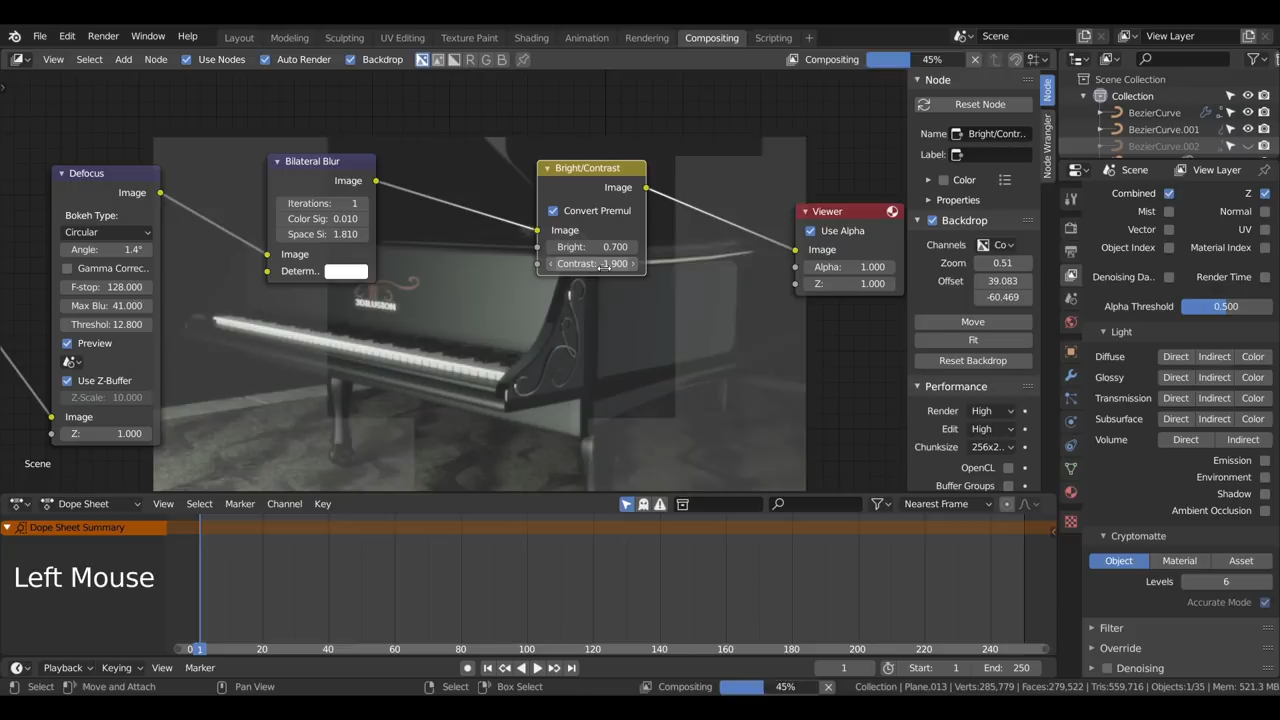 File Edit Render Window Help
Layout Modeling Sculpting UV Editing Texture Paint Shading Animation Rendering Compositing Scripting +
Scene
View Layer
View Select Add Node Use Nodes Auto Render Backdrop R G B
Compositing 45%
Scene Collection
Collection
BezierCurve
BezierCurve.001
BezierCurve.002
Scene View Layer
Defocus
Image
Bokeh Type:
Circular
Angle: 1.4°
Gamma Correc..
F-stop: 128.000
Max Blu: 41.000
Threshol: 12.800
Preview
Use Z-Buffer
Z-Scale: 10.000
Image
Z: 1.000
Scene
Bilateral Blur
Image
Iterations: 1
Color Sig: 0.010
Space Si: 1.810
Image
Determ..
Bright/Contrast
Image
Convert Premul
Image
Bright: 0.700
Contrast: -1.900
Viewer
Use Alpha
Image
Alpha: 1.000
Z: 1.000
Node
Reset Node
Name Bright/Contr..
Label:
Color
Properties
Backdrop
Channels Co
Zoom 0.51
Offset 39.083
-60.469
Move
Fit
Reset Backdrop
Performance
Render High
Edit High
Chunksize 256x2..
OpenCL
Buffer Groups
Node
Node Wrangler
Combined Z
Mist Normal
Vector UV
Object Index Material Index
Denoising Da.. Render Time
Alpha Threshold 0.500
Light
Diffuse Direct Indirect Color
Glossy Direct Indirect Color
Transmission Direct Indirect Color
Subsurface Direct Indirect Color
Volume Direct Indirect
Emission
Environment
Shadow
Ambient Occlusion
Cryptomatte
Object Material Asset
Levels 6
Accurate Mode
Filter
Override
Denoising
Dope Sheet View Select Marker Channel Key Nearest Frame
Dope Sheet Summary
Left Mouse
0 1 20 40 60 80 100 120 140 160 180 200 220 240
Playback Keying View Marker 1 Start: 1 End: 250
Select Move and Attach Pan View Select Box Select Compositing 45% Collection | Plane.013 | Verts:285,779 | Faces:279,522 | Tris:559,716 | Objects:1/35 | Mem: 521.3 MB